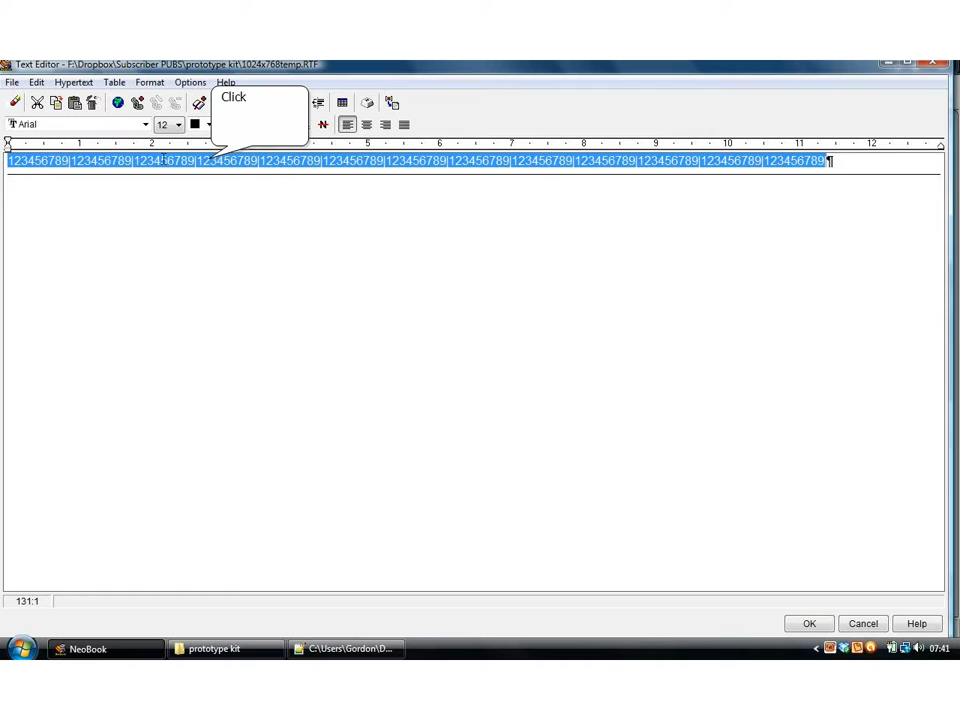 Text Editor - F:\Dropbox\Subscriber PUBS\prototype kit\1024x768temp.RTF
File Edit Hypertext Table Format Options Help
Click
Arial 12
1 2 5 6 7 8 9 10 11 12
123456789|123456789|123456789|123456789|123456789|123456789|123456789|123456789|123456789|123456789|123456789|123456789|123456789¶
131:1
OK Cancel Help
NeoBook prototype kit C:\Users\Gordon\D... 07:41